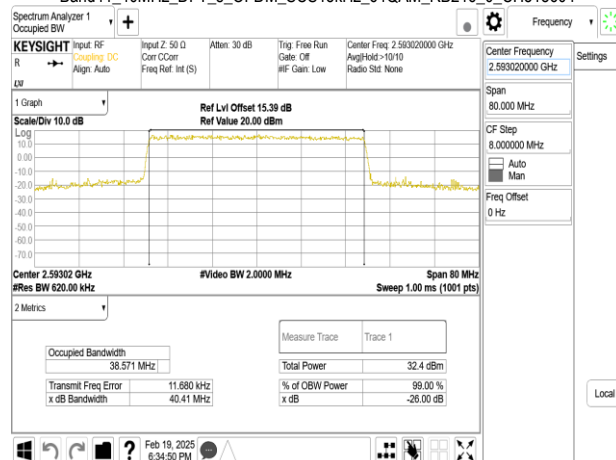 Spectrum Analyzer 1
Occupied BW
Frequency
KEYSIGHT
R
LXI
Input: RF
Coupling: DC
Align: Auto
Input Z: 50 Ω
Corr CCorr
Freq Ref: Int (S)
Atten: 30 dB
Trig: Free Run
Gate: Off
#IF Gain: Low
Center Freq: 2.593020000 GHz
Avg|Hold:>10/10
Radio Std: None
Center Frequency
2.593020000 GHz
Settings
Span
80.000 MHz
CF Step
8.000000 MHz
Auto
Man
Freq Offset
0 Hz
Local
1 Graph
Scale/Div 10.0 dB
Ref Lvl Offset 15.39 dB
Ref Value 20.00 dBm
Log
10.0
0.00
-10.0
-20.0
-30.0
-40.0
-50.0
-60.0
-70.0
Center 2.59302 GHz
#Video BW 2.0000 MHz
Span 80 MHz
#Res BW 620.00 kHz
Sweep 1.00 ms (1001 pts)
2 Metrics
Measure Trace
Trace 1
Occupied Bandwidth
38.571 MHz
Total Power
32.4 dBm
Transmit Freq Error
11.680 kHz
% of OBW Power
99.00 %
x dB Bandwidth
40.41 MHz
x dB
-26.00 dB
Feb 19, 2025
6:34:50 PM